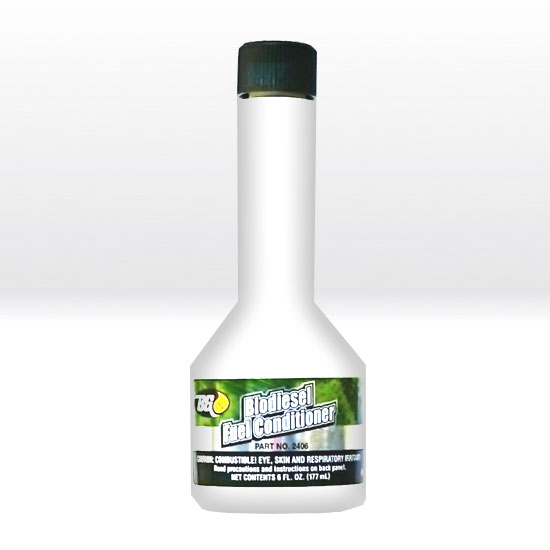 BG
Biodiesel
Fuel Conditioner
PART NO. 2406
CAUTION: COMBUSTIBLE! EYE, SKIN AND RESPIRATORY IRRITANT
Read precautions and instructions on back panel.
NET CONTENTS 6 FL. OZ. (177 mL)